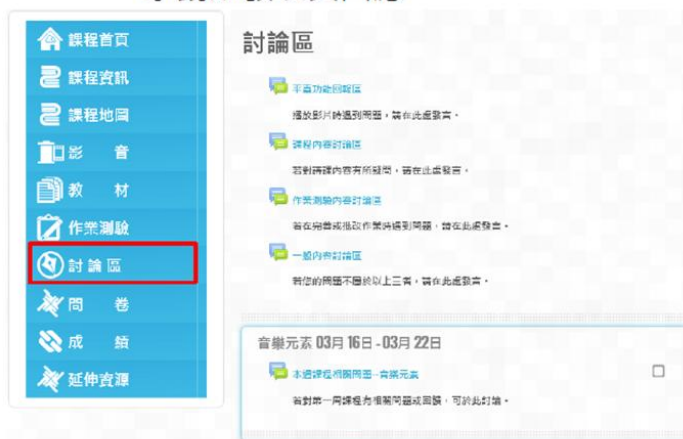 課程首頁
課程資訊
課程地圖
影 音
教 材
作業測驗
討論區
問 卷
成 績
延伸資源
討論區
平臺功能回報區
播放影片時遇到問題，請在此處發言。
課程內容討論區
若對講課內容有所疑問，請在此處發言。
作業測驗內容討論區
若在完善或批改作業時遇到問題，請在此處發言。
一般內容討論區
若您的問題不屬於以上三者，請在此處發言。
音樂元素 03月 16日 -03月 22日
本週課程相關問題--音樂元素
若對第一周課程有相關問題或回饋，可於此討論。